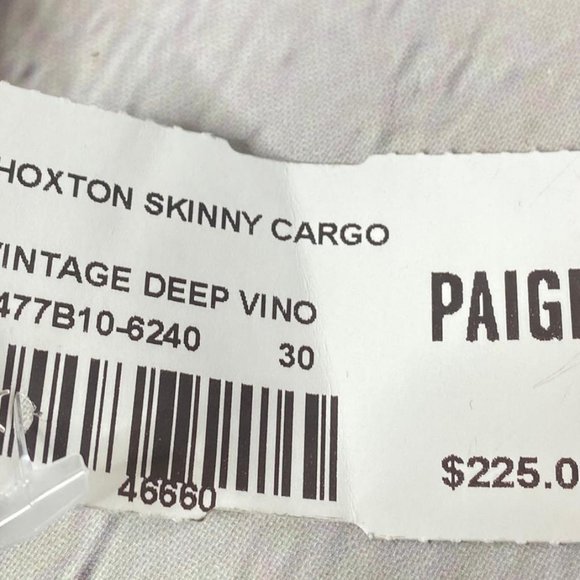 HOXTON SKINNY CARGO
VINTAGE DEEP VINO
477B10-6240 30
46660
PAIGE
$225.0